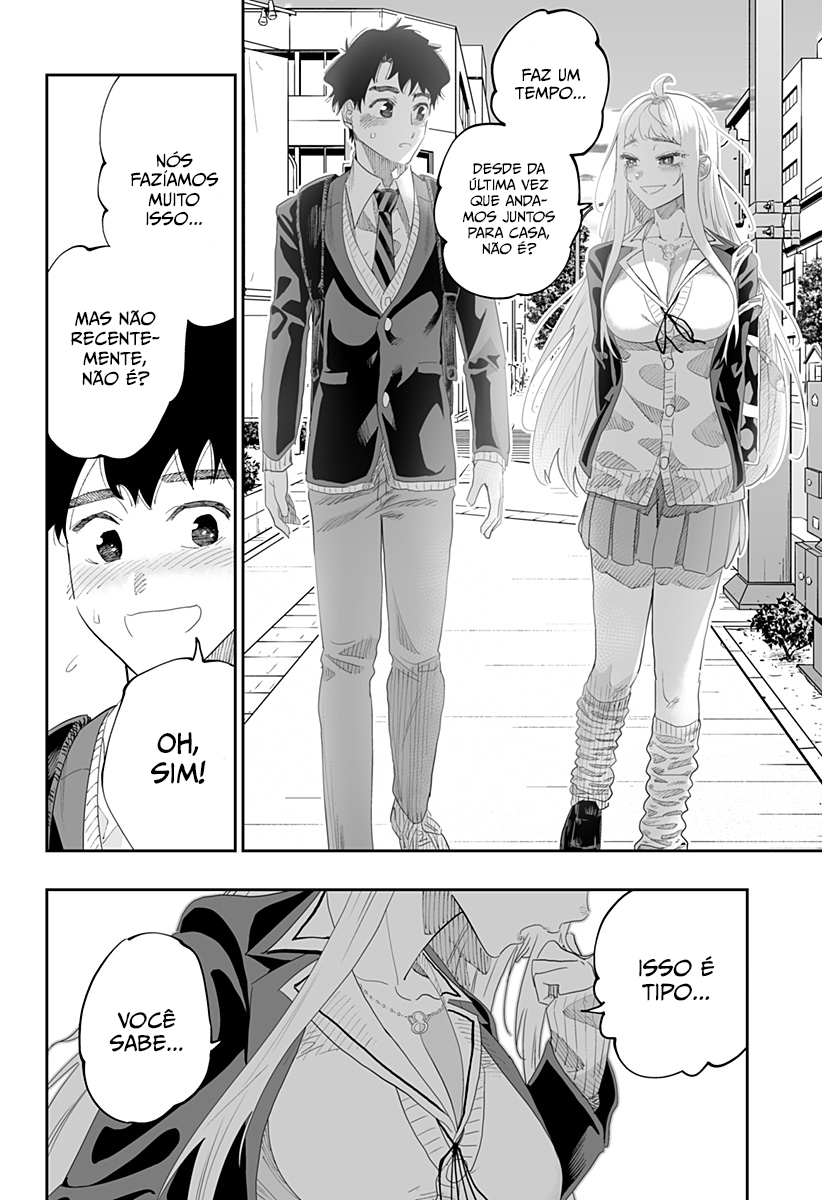 FAZ UM
TEMPO...
DESDE DA
ÚLTIMA VEZ
QUE ANDA-
MOS JUNTOS
PARA CASA,
NÃO É?
NÓS
FAZÍAMOS
MUITO
ISSO...
MAS NÃO
RECENTE-
MENTE,
NÃO É?
OH,
SIM!
ISSO É
TIPO...
VOCÊ
SABE...